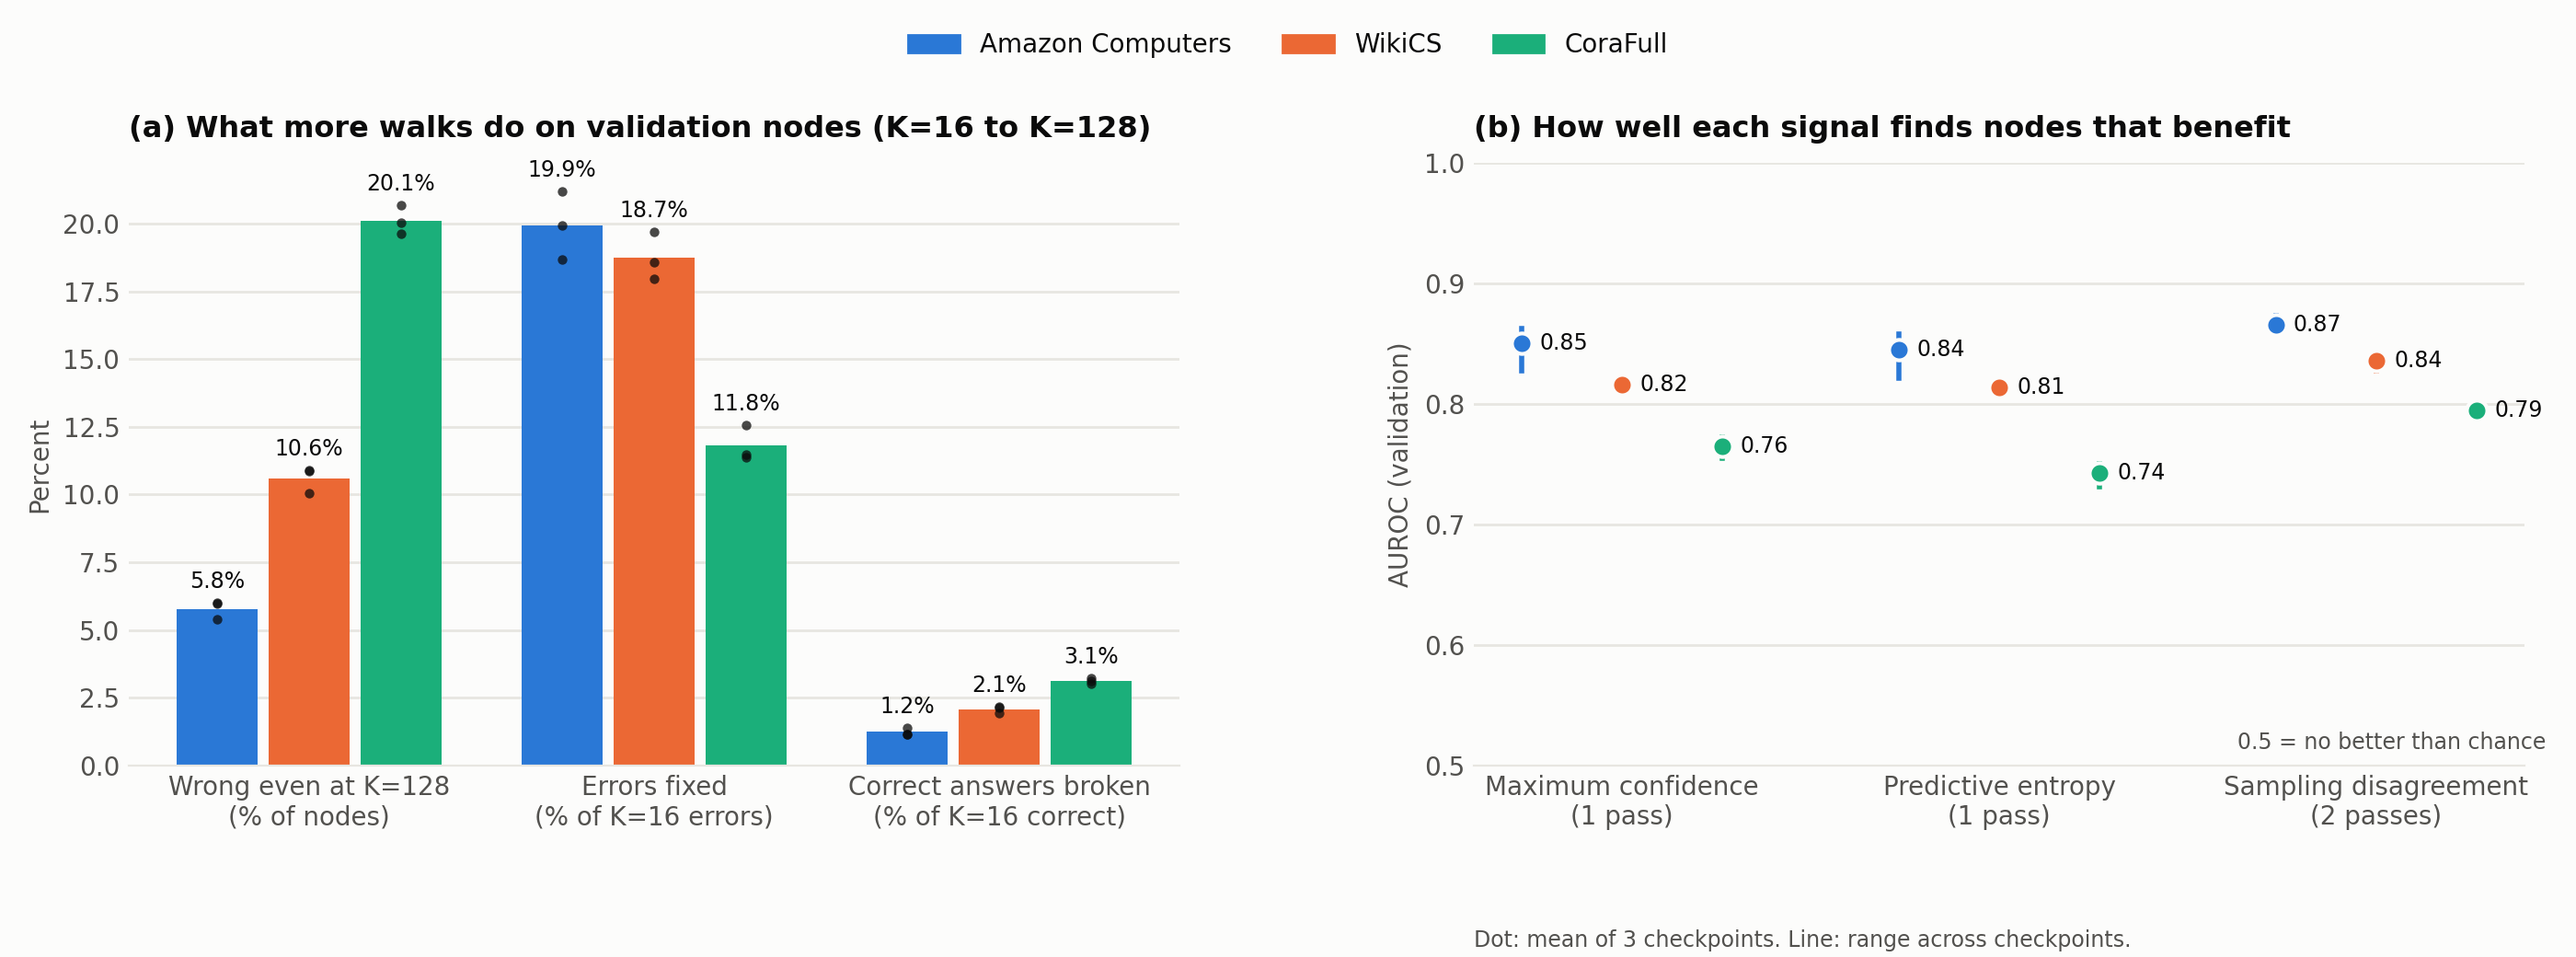 Amazon Computers WikiCS CoraFull
(a) What more walks do on validation nodes (K=16 to K=128)
Percent
20.0
17.5
15.0
12.5
10.0
7.5
5.0
2.5
0.0
5.8%
10.6%
20.1%
19.9%
18.7%
11.8%
1.2%
2.1%
3.1%
Wrong even at K=128
(% of nodes)
Errors fixed
(% of K=16 errors)
Correct answers broken
(% of K=16 correct)
(b) How well each signal finds nodes that benefit
AUROC (validation)
1.0
0.9
0.8
0.7
0.6
0.5
0.85
0.82
0.76
0.84
0.81
0.74
0.87
0.84
0.79
0.5 = no better than chance
Maximum confidence
(1 pass)
Predictive entropy
(1 pass)
Sampling disagreement
(2 passes)
Dot: mean of 3 checkpoints. Line: range across checkpoints.